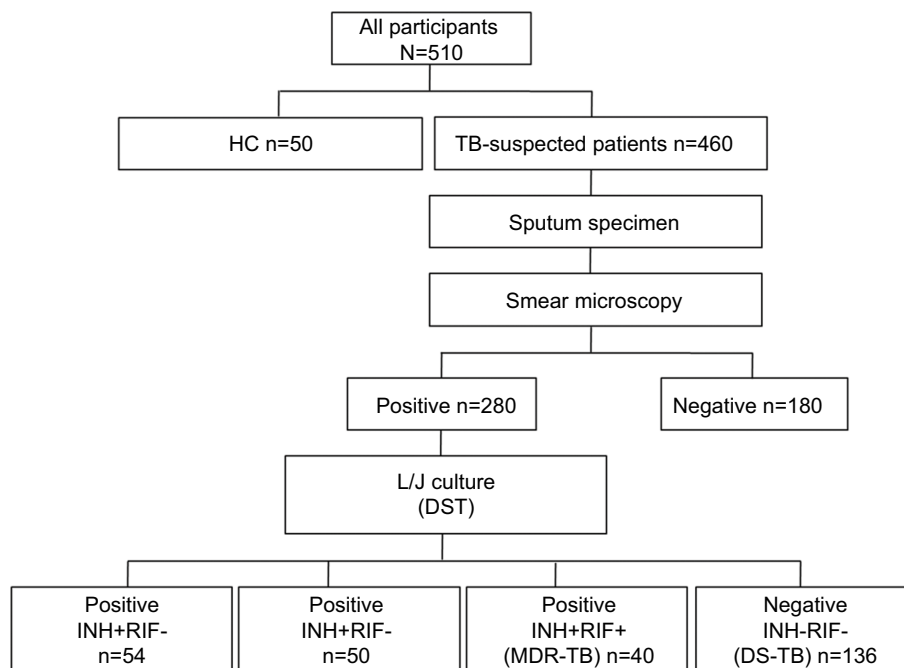 All participants
N=510
HC n=50
TB-suspected patients n=460
Sputum specimen
Smear microscopy
Positive n=280
Negative n=180
L/J culture
(DST)
Positive
INH+RIF-
n=54
Positive
INH+RIF-
n=50
Positive
INH+RIF+
(MDR-TB) n=40
Negative
INH-RIF-
(DS-TB) n=136